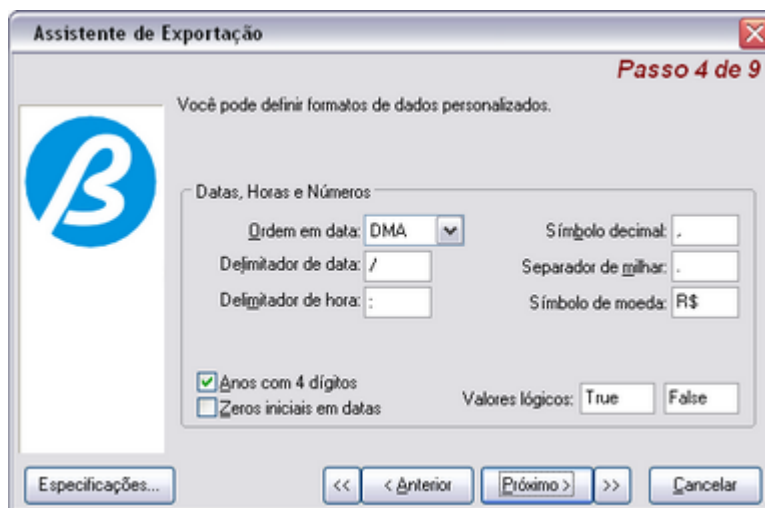 Assistente de Exportação
Passo 4 de 9
Você pode definir formatos de dados personalizados.
Datas, Horas e Números
Ordem em data: DMA
Símbolo decimal: ,
Delimitador de data: /
Separador de milhar: .
Delimitador de hora: :
Símbolo de moeda: R$
Anos com 4 dígitos
Zeros iniciais em datas
Valores lógicos: True False
Especificações... << < Anterior Próximo > >> Cancelar